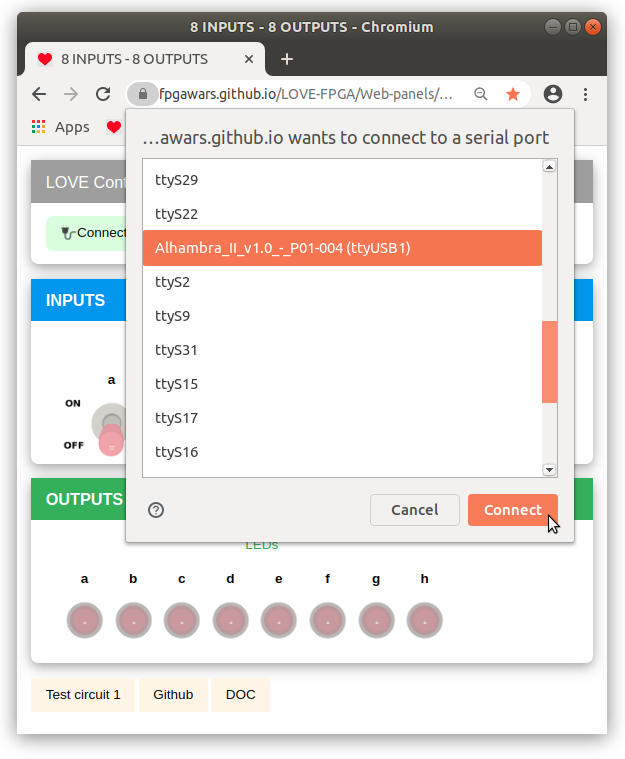 8 INPUTS - 8 OUTPUTS - Chromium
8 INPUTS - 8 OUTPUTS
fpgawars.github.io/LOVE-FPGA/Web-panels/…
Apps
…awars.github.io wants to connect to a serial port
LOVE Cont
ttyS29
ttyS22
Connect
Alhambra_II_v1.0_-_P01-004 (ttyUSB1)
ttyS2
INPUTS
ttyS9
ttyS31
a
ttyS15
ON
ttyS17
OFF
ttyS16
OUTPUTS
Cancel
Connect
LEDs
a b c d e f g h
Test circuit 1
Github
DOC